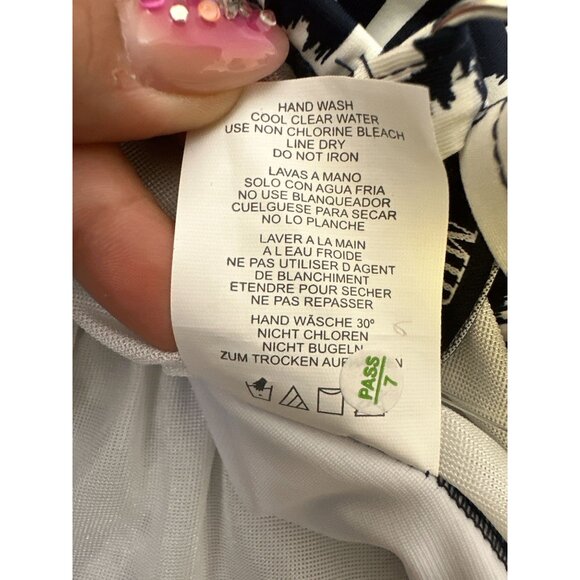 HAND WASH
COOL CLEAR WATER
USE NON CHLORINE BLEACH
LINE DRY
DO NOT IRON
LAVAS A MANO
SOLO CON AGUA FRIA
NO USE BLANQUEADOR
CUELGUESE PARA SECAR
NO LO PLANCHE
LAVER A LA MAIN
A L EAU FROIDE
NE PAS UTILISER D AGENT
DE BLANCHIMENT
ETENDRE POUR SECHER
NE PAS REPASSER
HAND WÄSCHE 30º
NICHT CHLOREN
NICHT BUGELN
ZUM TROCKEN
PASS
7